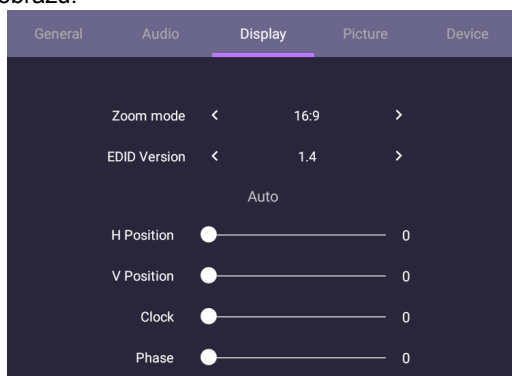 obrazu.
General Audio Display Picture Device
Zoom mode < 16:9 >
EDID Version < 1.4 >
Auto
H Position 0
V Position 0
Clock 0
Phase 0